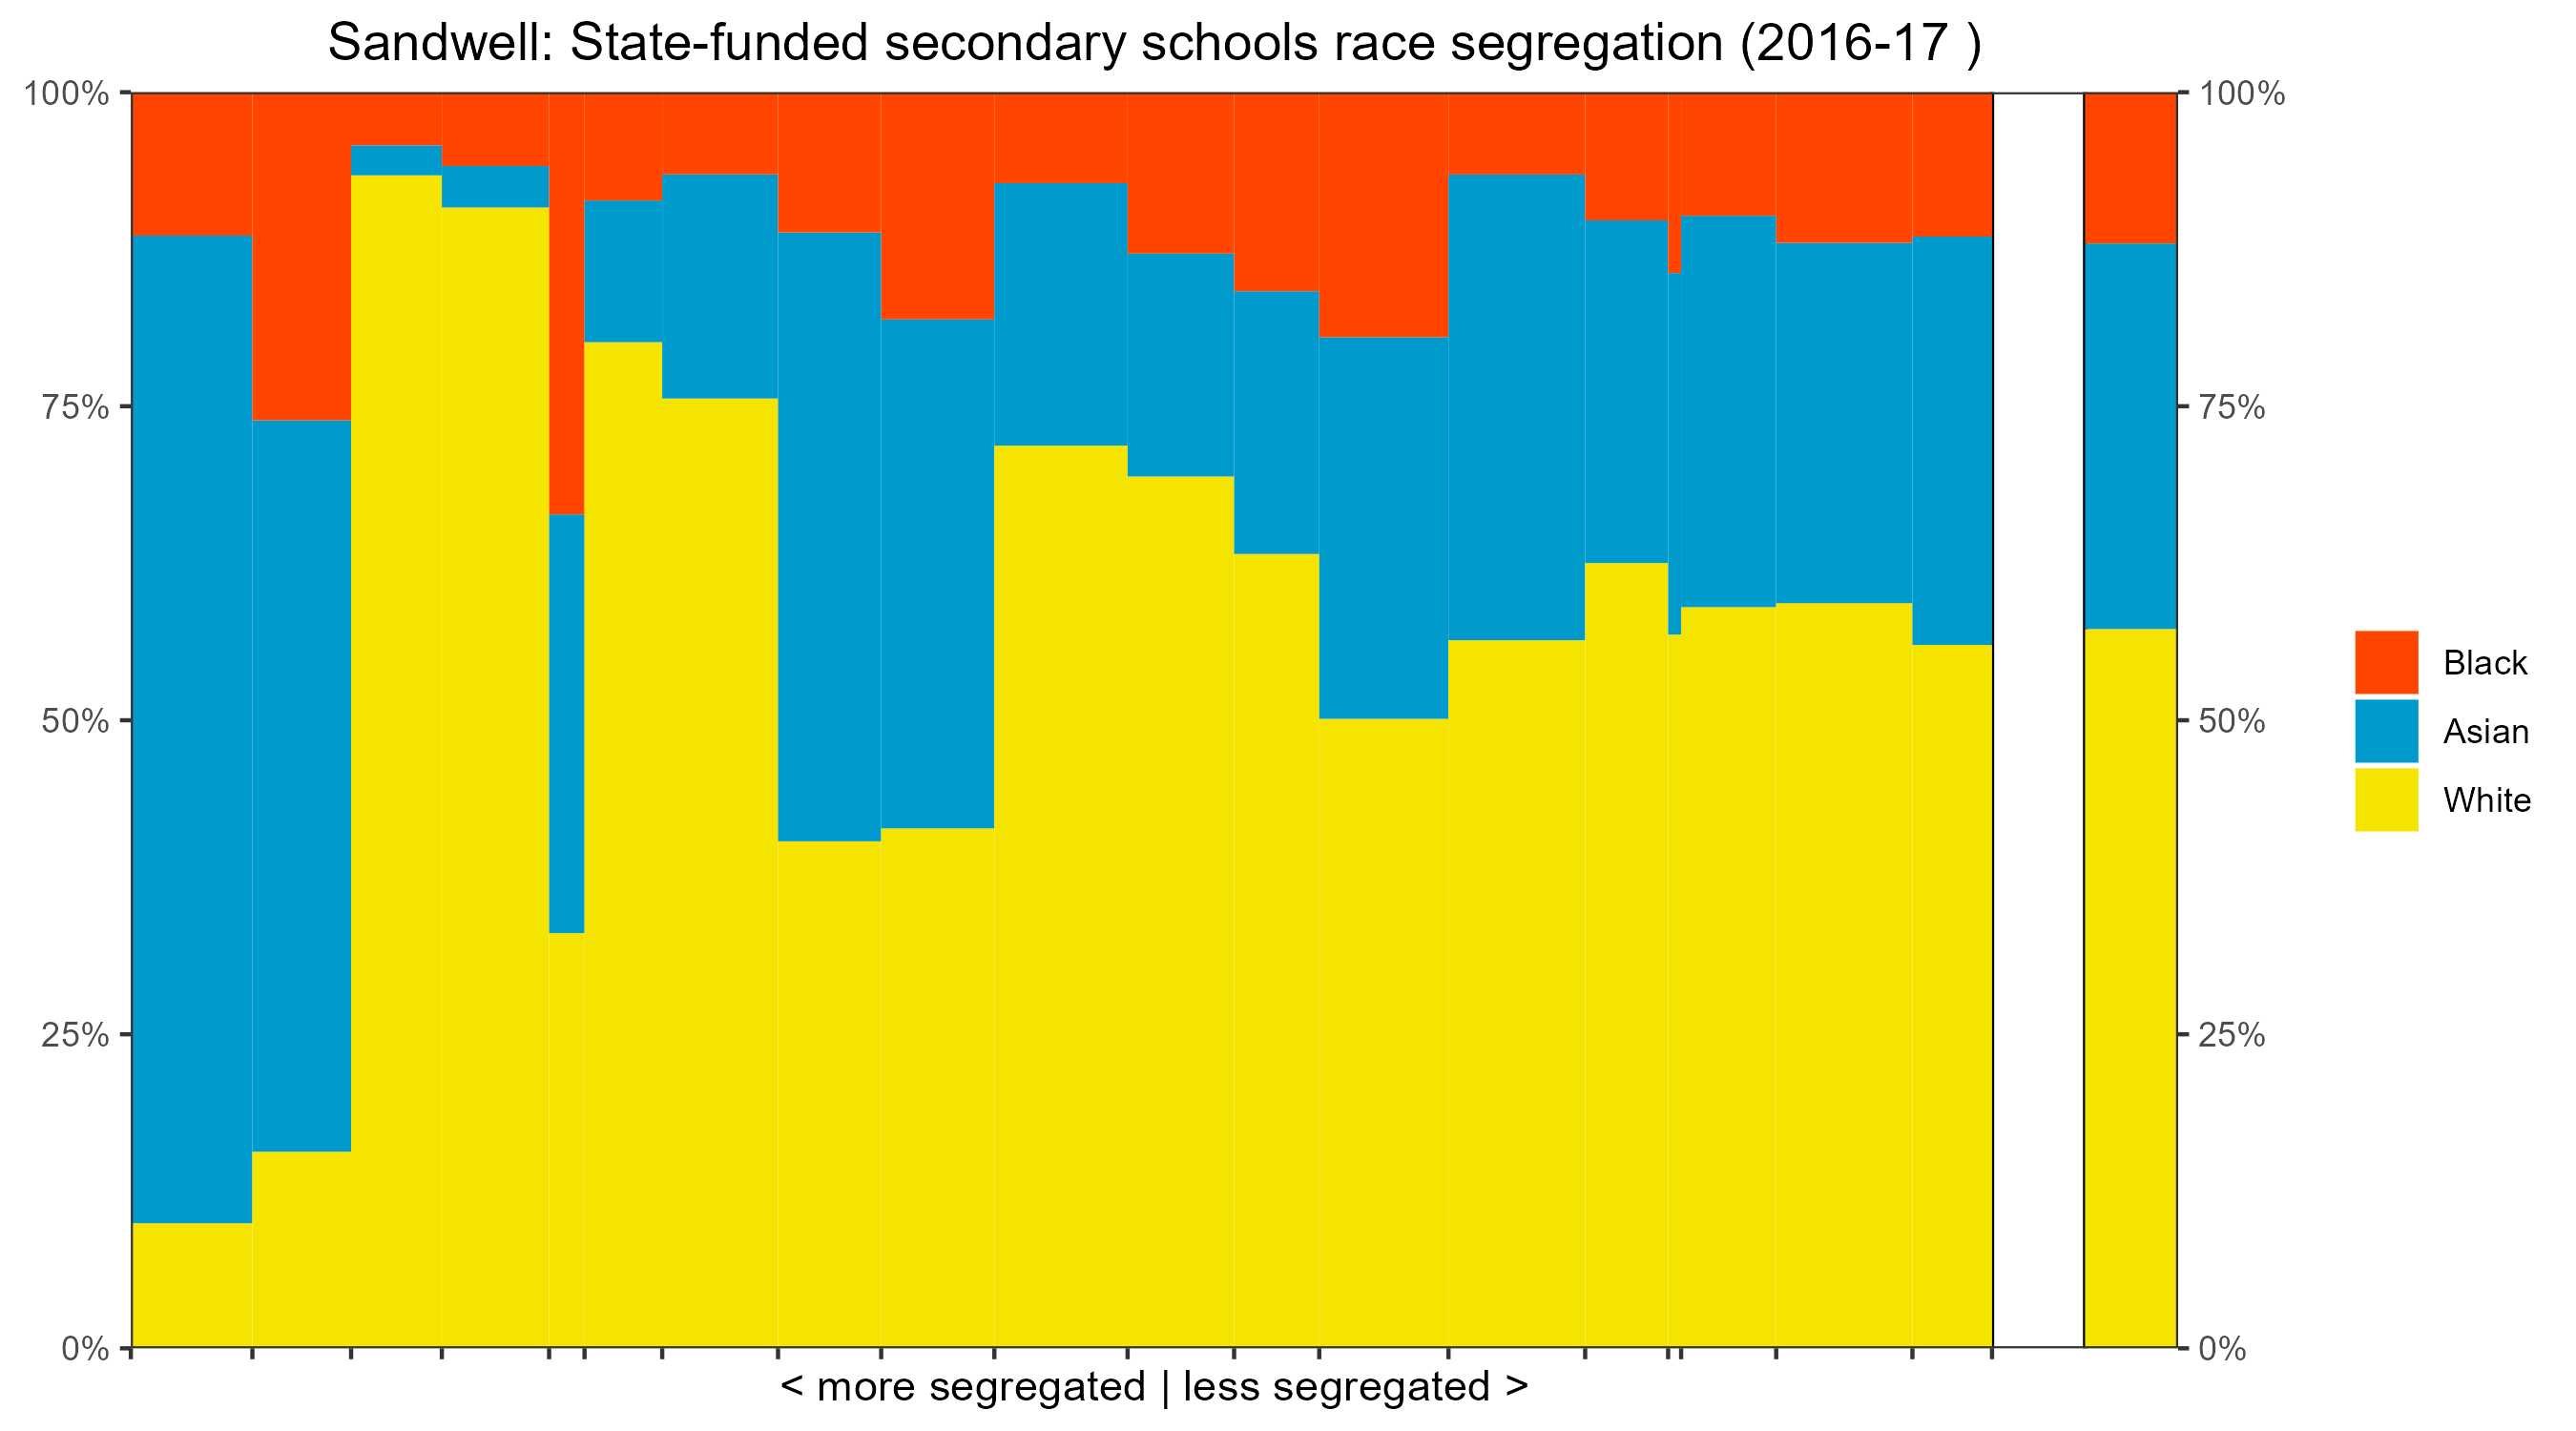 Sandwell: State-funded secondary schools race segregation (2016-17 )
100%
75%
50%
25%
0%
100%
75%
50%
25%
0%
< more segregated | less segregated >
Black
Asian
White